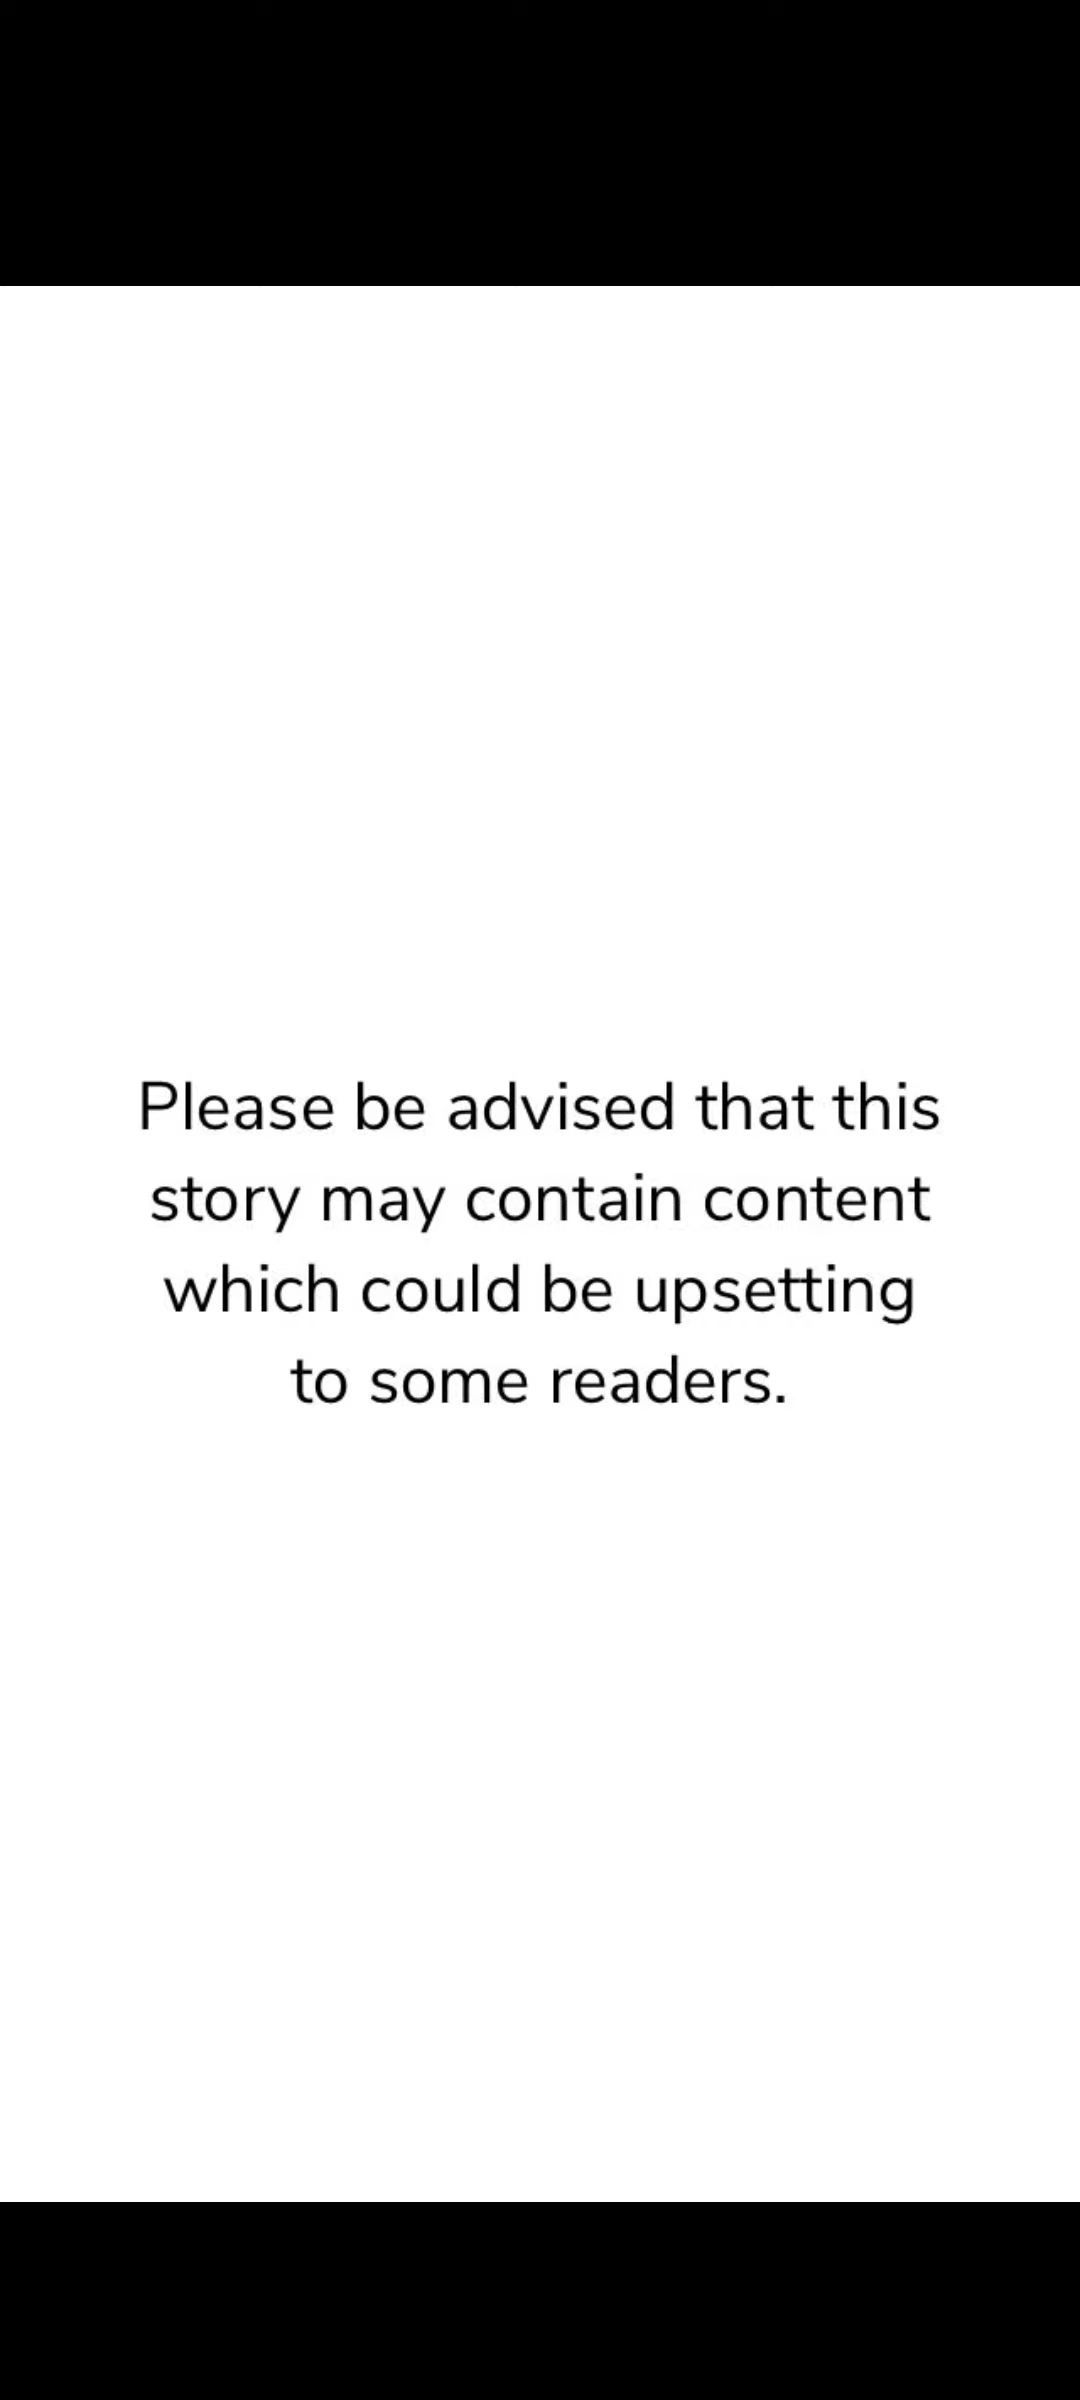 Please be advised that this
story may contain content
which could be upsetting
to some readers.